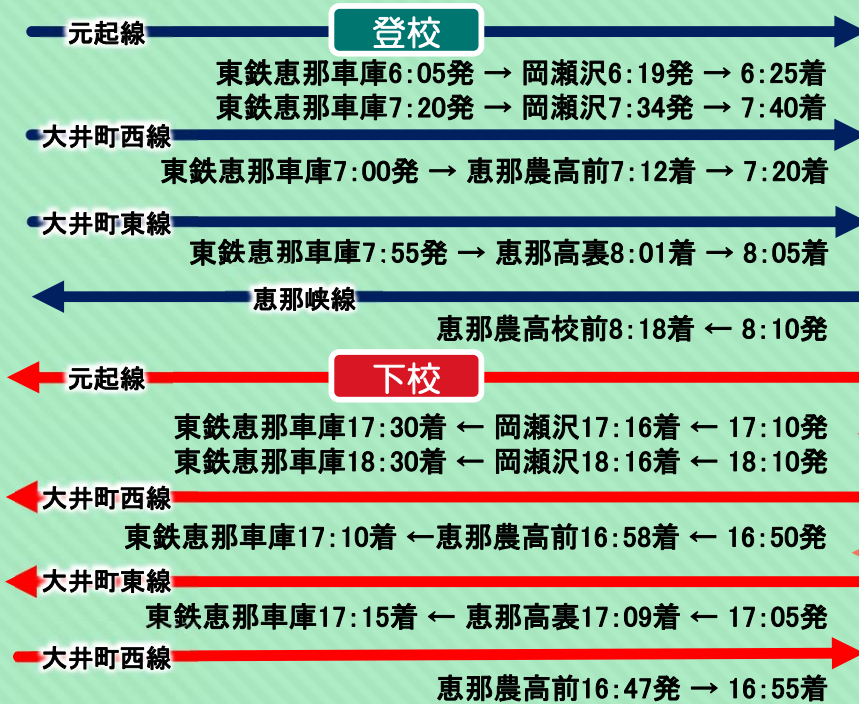 元起線
登校
東鉄恵那車庫6:05発 → 岡瀬沢6:19発 → 6:25着
東鉄恵那車庫7:20発 → 岡瀬沢7:34発 → 7:40着
大井町西線
東鉄恵那車庫7:00発 → 恵那農高前7:12着 → 7:20着
大井町東線
東鉄恵那車庫7:55発 → 恵那高裏8:01着 → 8:05着
恵那峡線
恵那農高校前8:18着 ← 8:10発
元起線
下校
東鉄恵那車庫17:30着 ← 岡瀬沢17:16着 ← 17:10発
東鉄恵那車庫18:30着 ← 岡瀬沢18:16着 ← 18:10発
大井町西線
東鉄恵那車庫17:10着 ←恵那農高前16:58着 ← 16:50発
大井町東線
東鉄恵那車庫17:15着 ← 恵那高裏17:09着 ← 17:05発
大井町西線
恵那農高前16:47発 → 16:55着